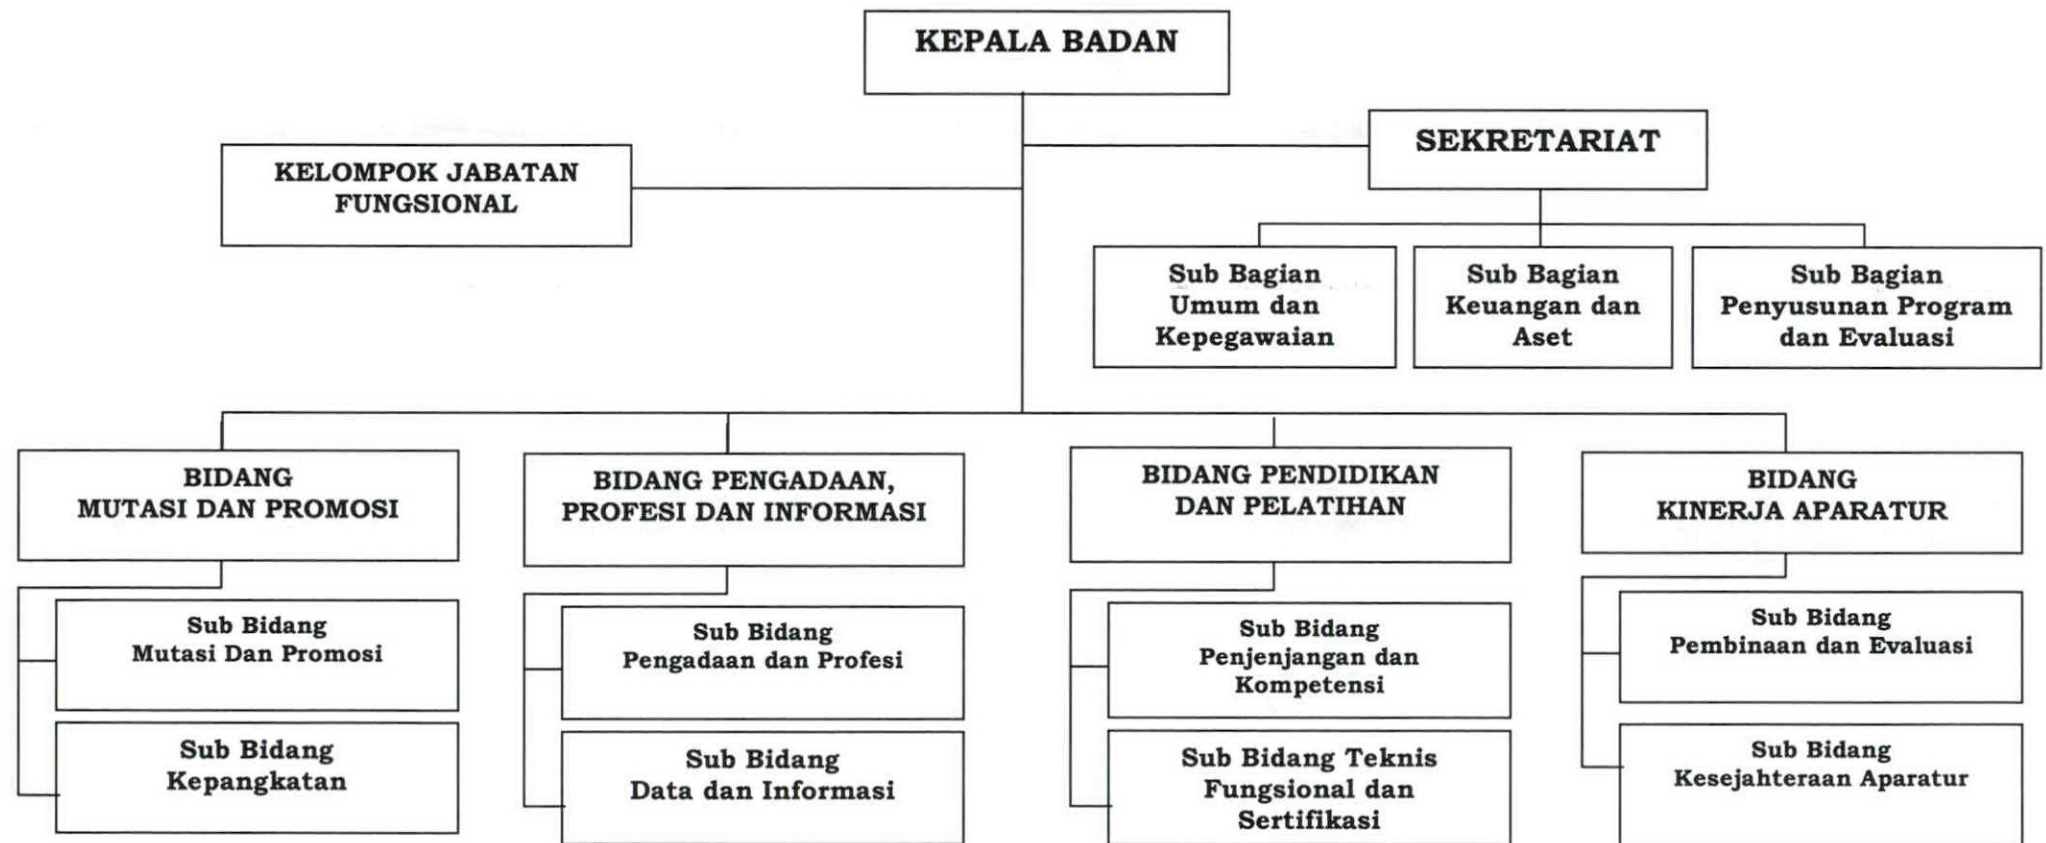 KEPALA BADAN
SEKRETARIAT
KELOMPOK JABATAN
FUNGSIONAL
Sub Bagian
Umum dan
Kepegawaian
Sub Bagian
Keuangan dan
Aset
Sub Bagian
Penyusunan Program
dan Evaluasi
BIDANG
MUTASI DAN PROMOSI
BIDANG PENGADAAN,
PROFESI DAN INFORMASI
BIDANG PENDIDIKAN
DAN PELATIHAN
BIDANG
KINERJA APARATUR
Sub Bidang
Mutasi Dan Promosi
Sub Bidang
Pengadaan dan Profesi
Sub Bidang
Penjenjangan dan
Kompetensi
Sub Bidang
Pembinaan dan Evaluasi
Sub Bidang
Kepangkatan
Sub Bidang
Data dan Informasi
Sub Bidang Teknis
Fungsional dan
Sertifikasi
Sub Bidang
Kesejahteraan Aparatur